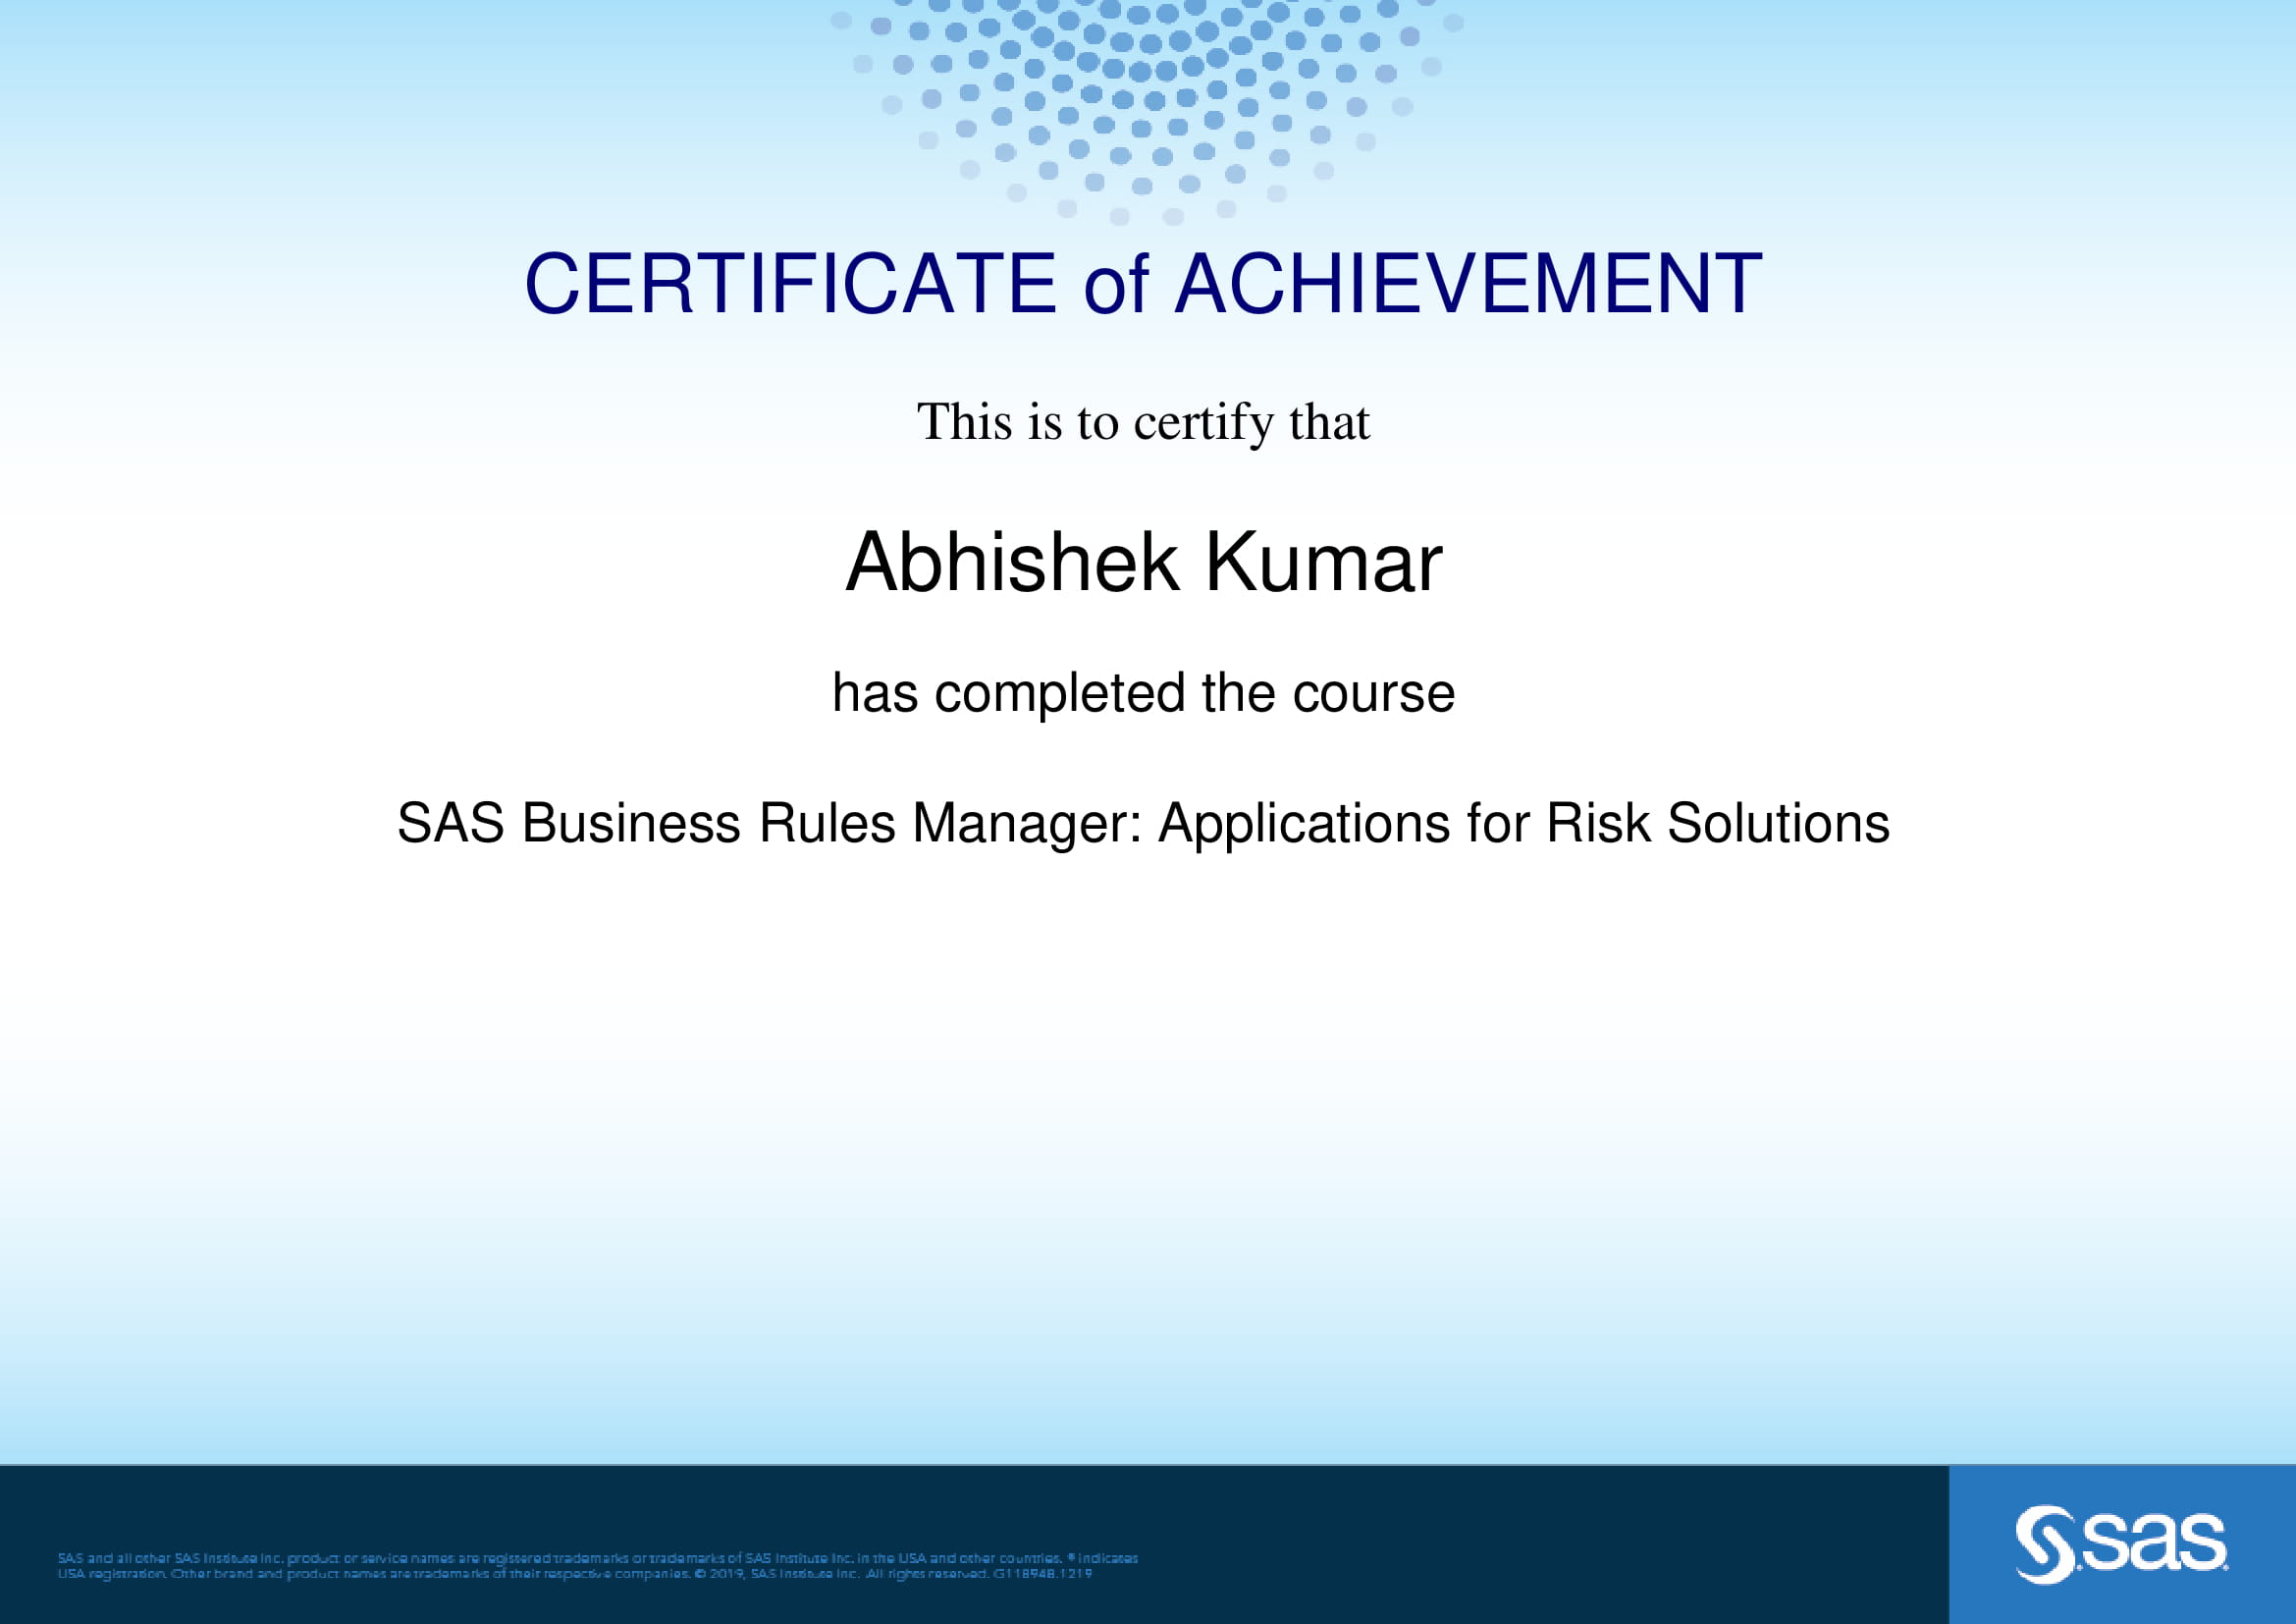 CERTIFICATE of ACHIEVEMENT
This is to certify that
Abhishek Kumar
has completed the course
SAS Business Rules Manager: Applications for Risk Solutions
SAS and all other SAS Institute Inc. product or service names are registered trademarks or trademarks of SAS Institute Inc. in the USA and other countries. ® indicates
USA registration. Other brand and product names are trademarks of their respective companies. © 2019, SAS Institute Inc. All rights reserved. G118948.1219
sas